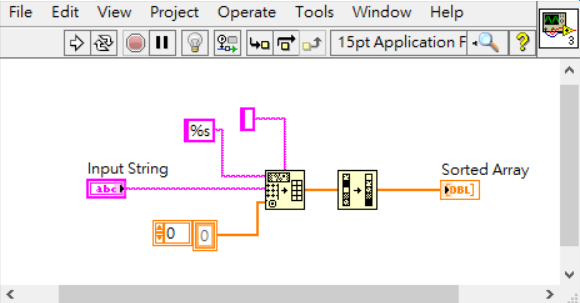 File Edit View Project Operate Tools Window Help
15pt Application F
?
3
%s
Input String
abc
Sorted Array
DBL
0 0